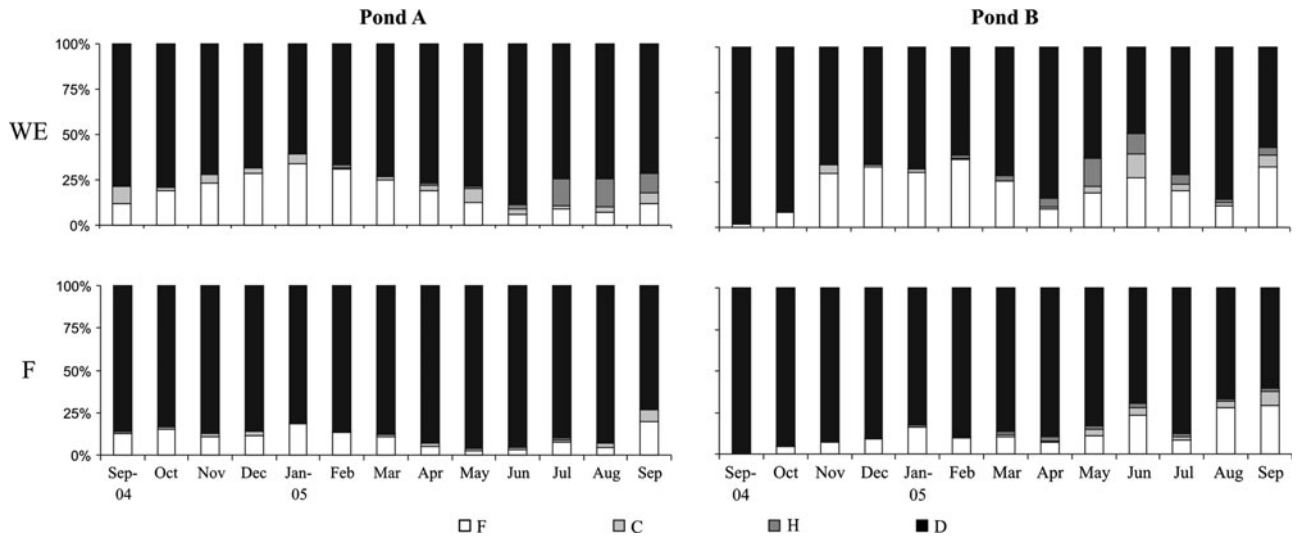 Pond A
Pond B
WE
100%
75%
50%
25%
0%
F
100%
75%
50%
25%
0%
Sep-04 Oct Nov Dec Jan-05 Feb Mar Apr May Jun Jul Aug Sep
Sep-04 Oct Nov Dec Jan-05 Feb Mar Apr May Jun Jul Aug Sep
F C H D